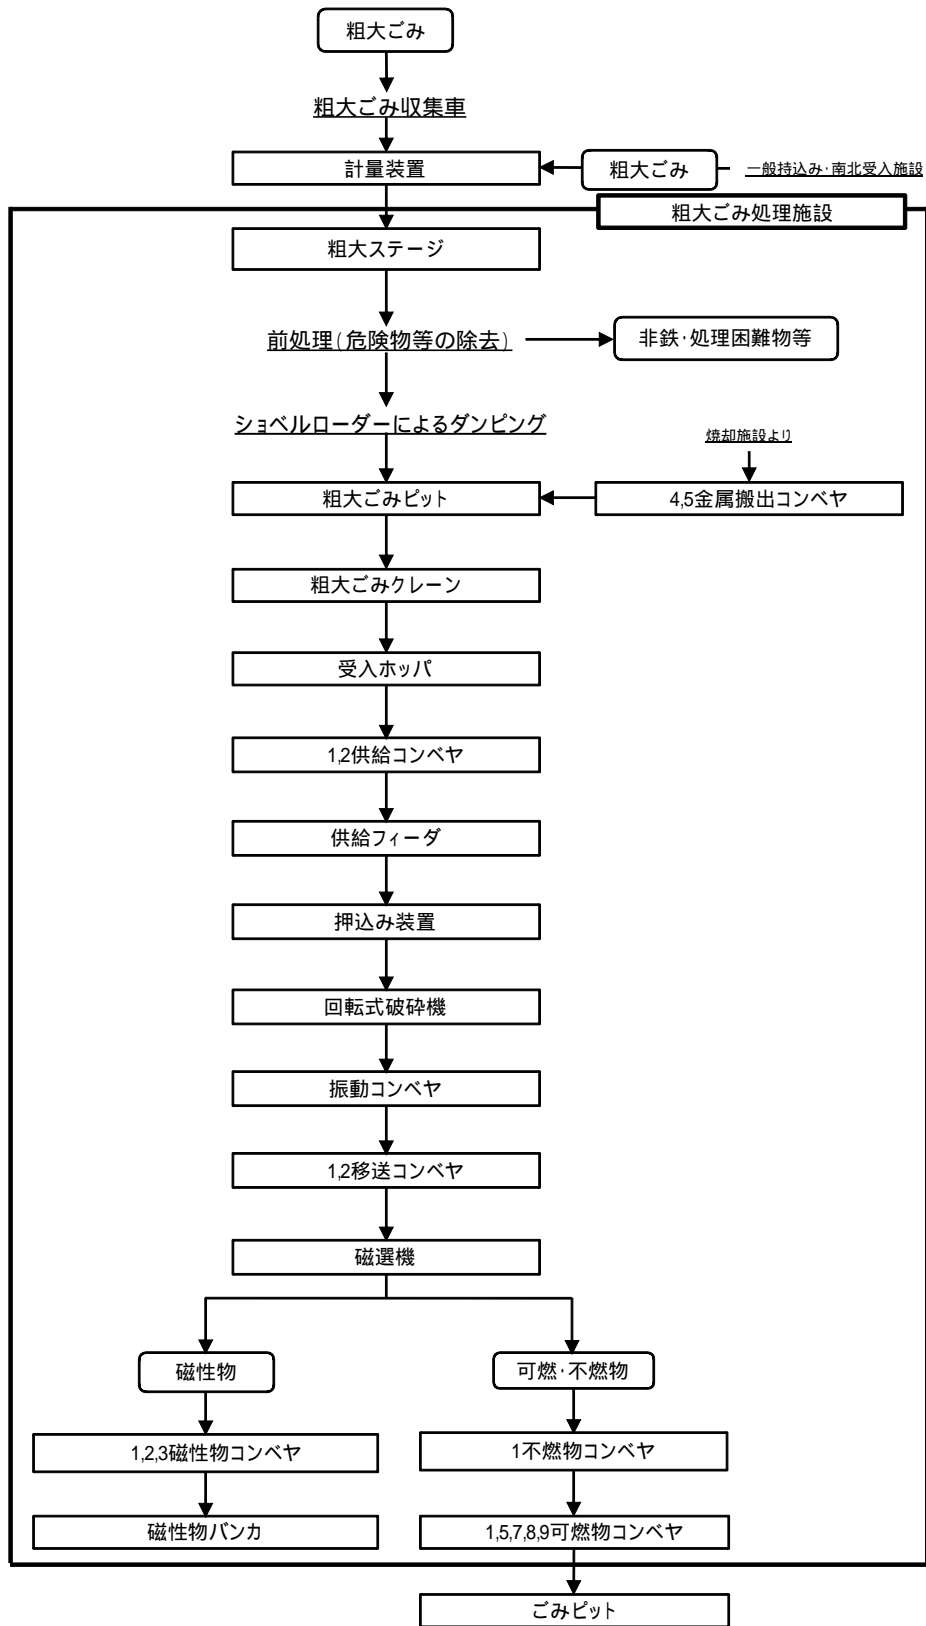 粗大ごみ
粗大ごみ収集車
計量装置
粗大ごみ
一般持込み・南北受入施設
粗大ごみ処理施設
粗大ステージ
前処理（危険物等の除去）
非鉄・処理困難物等
ショベルローダーによるダンピング
焼却施設より
粗大ごみピット
4,5金属搬出コンベヤ
粗大ごみクレーン
受入ホッパ
1,2供給コンベヤ
供給フィーダ
押込み装置
回転式破砕機
振動コンベヤ
1,2移送コンベヤ
磁選機
磁性物
可燃・不燃物
1,2,3磁性物コンベヤ
1不燃物コンベヤ
磁性物バンカ
1,5,7,8,9可燃物コンベヤ
ごみピット